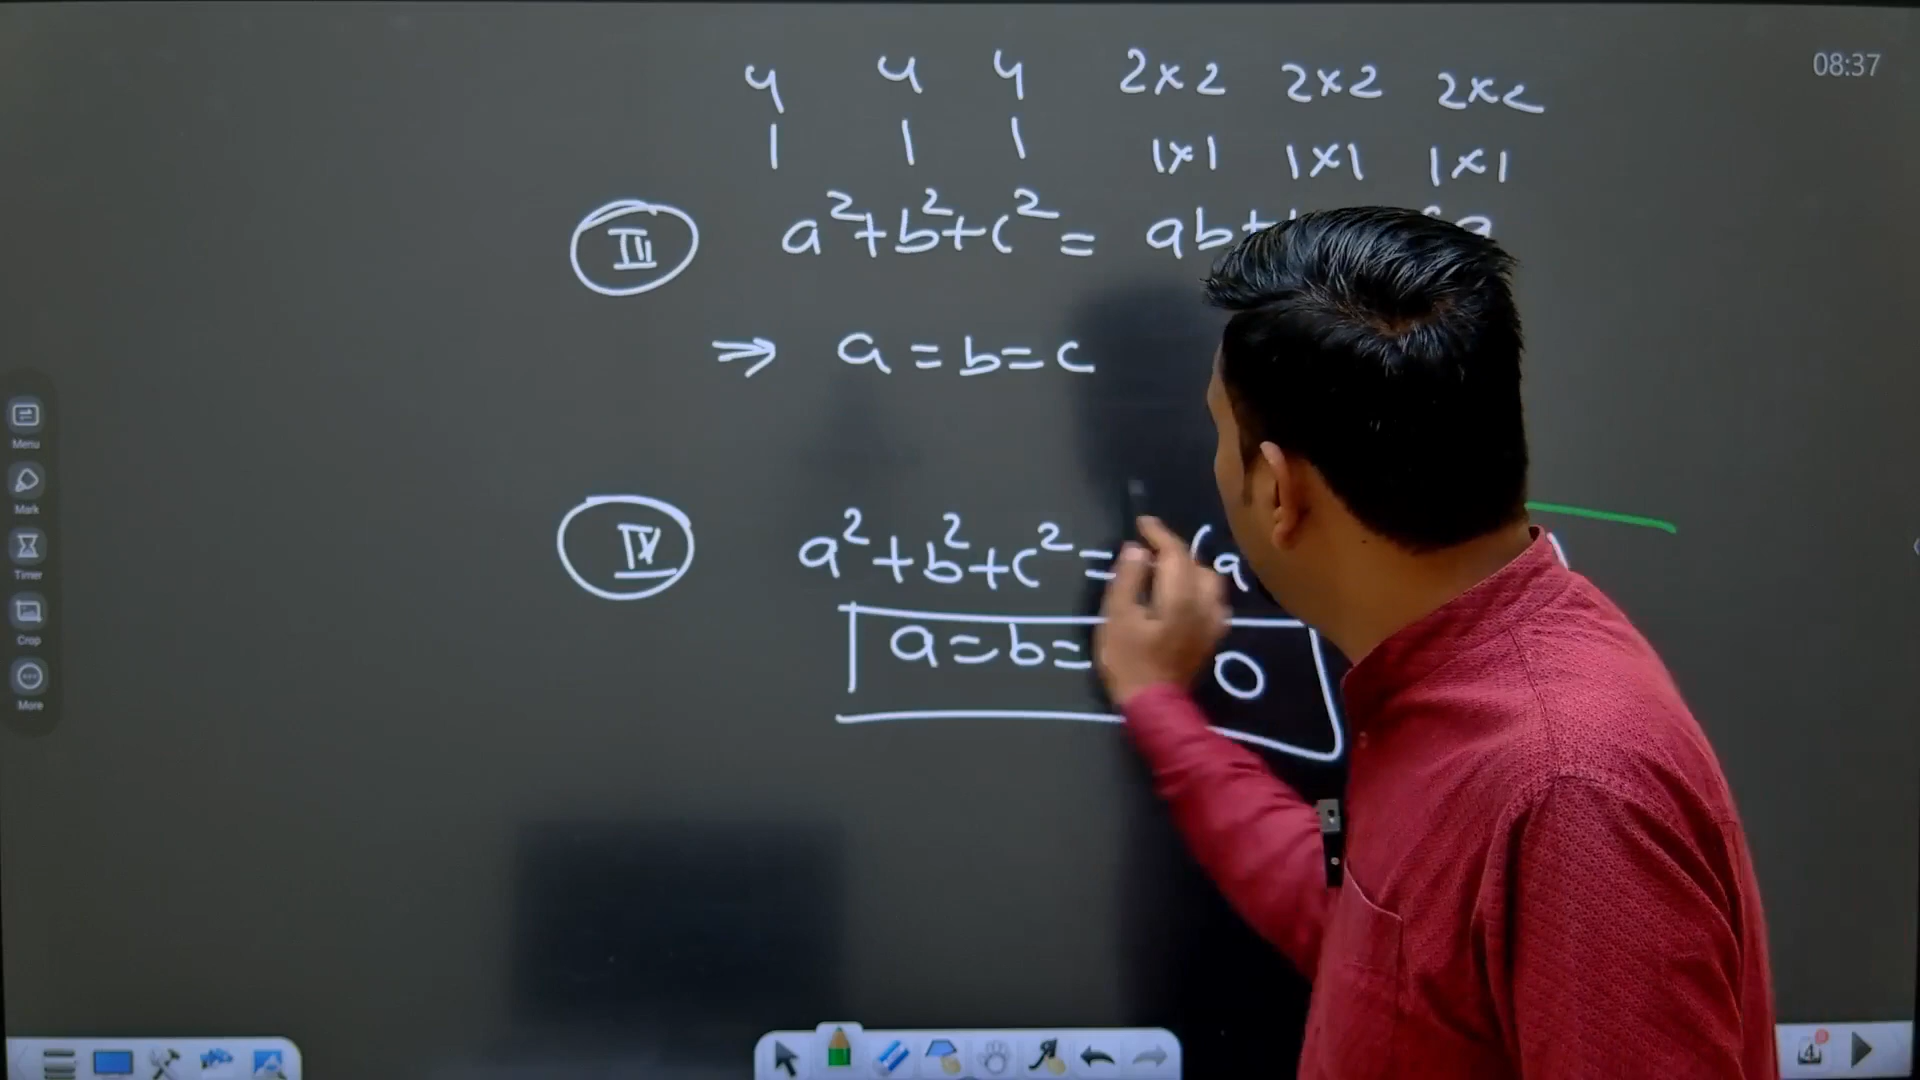 4 4 4 2×2 2×2 2×2
08:37
1 1 1 1×1 1×1 1×1
III a²+b²+c² = ab+ a
⇒ a = b = c
IV a²+b²+c² = (a
a=b= 0
Menu
Mark
Timer
Crop
More
4